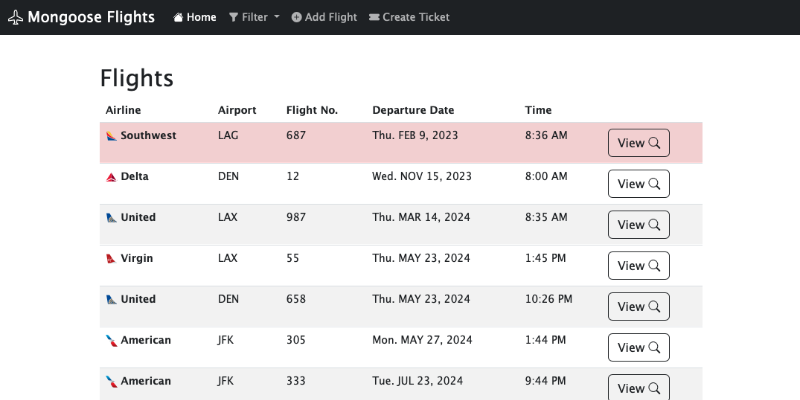 Mongoose Flights Home Filter Add Flight Create Ticket
Flights
Airline Airport Flight No. Departure Date Time
Southwest LAG 687 Thu. FEB 9, 2023 8:36 AM View
Delta DEN 12 Wed. NOV 15, 2023 8:00 AM View
United LAX 987 Thu. MAR 14, 2024 8:35 AM View
Virgin LAX 55 Thu. MAY 23, 2024 1:45 PM View
United DEN 658 Thu. MAY 23, 2024 10:26 PM View
American JFK 305 Mon. MAY 27, 2024 1:44 PM View
American JFK 333 Tue. JUL 23, 2024 9:44 PM View